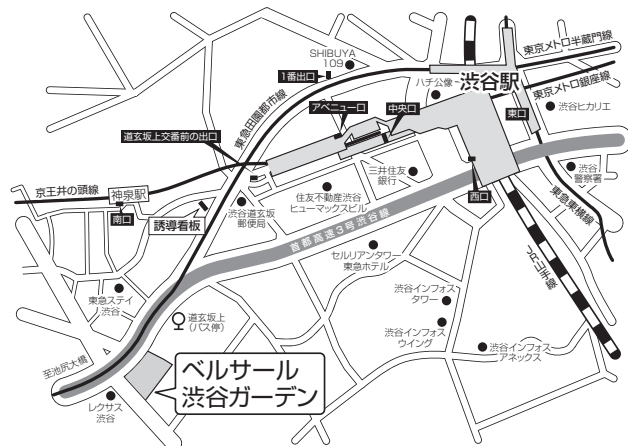 SHIBUYA
109
1番出口
東急田園都市線
ハチ公像
渋谷駅
東京メトロ半蔵門線
東京メトロ銀座線
アベニュー口
中央口
東口
渋谷ヒカリエ
道玄坂上交番前の出口
京王井の頭線
神泉駅
南口
誘導看板
渋谷道玄坂
郵便局
住友不動産渋谷
ヒューマックスビル
三井住友
銀行
西口
渋谷
警察署
東急東横線
首都高速3号渋谷線
セルリアンタワー
東急ホテル
JR山手線
東急ステイ
渋谷
道玄坂上
(バス停)
渋谷インフォス
タワー
渋谷インフォス
ウイング
渋谷インフォス
アネックス
至池尻大橋
ベルサール
渋谷ガーデン
レクサス
渋谷